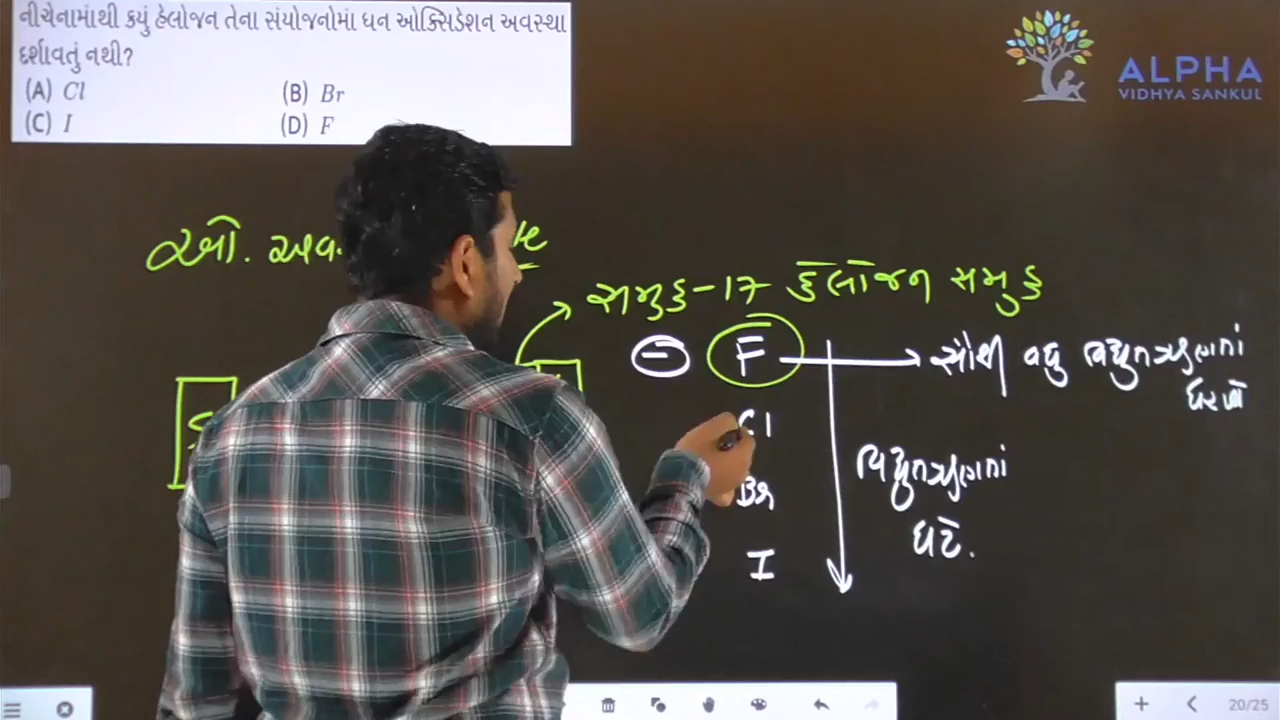 નીચેનામાંથી કયું હેલોજન તેના સંયોજનોમાં ધન ઓક્સિડેશન અવસ્થા
દર્શાવતું નથી?
(A) Cl (B) Br
(C) I (D) F
ALPHA
VIDHYA SANKUL
ઓ.
સમુહ-17 હેલોજન સમુહ
– F સૌથી વધુ વિદ્યુતઋણતાં
ધરાવે
Cl
વિદ્યુતઋણતાં
Br
ઘટે.
I
20/25